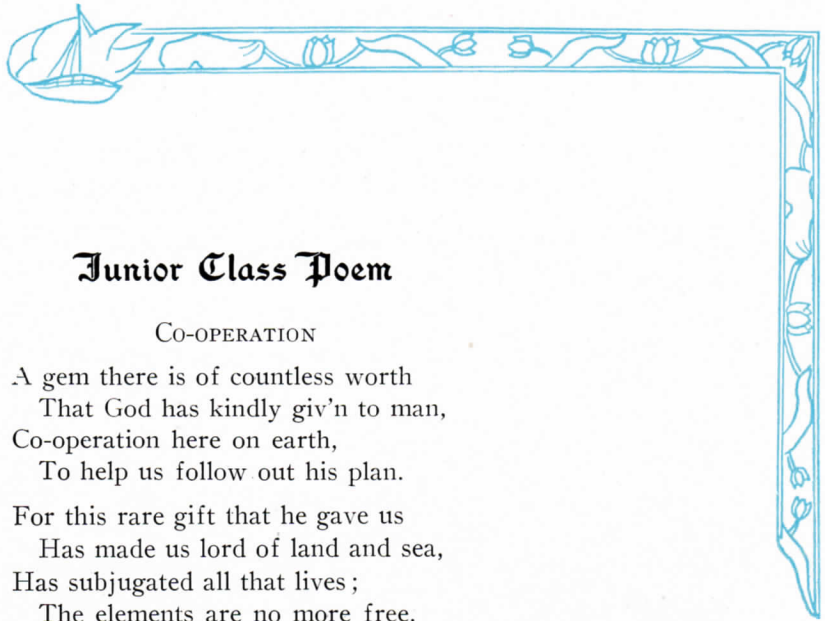 Junior Class Poem
Co-operation
A gem there is of countless worth
That God has kindly giv'n to man,
Co-operation here on earth,
To help us follow out his plan.
For this rare gift that he gave us
Has made us lord of land and sea,
Has subjugated all that lives;
The elements are no more free.